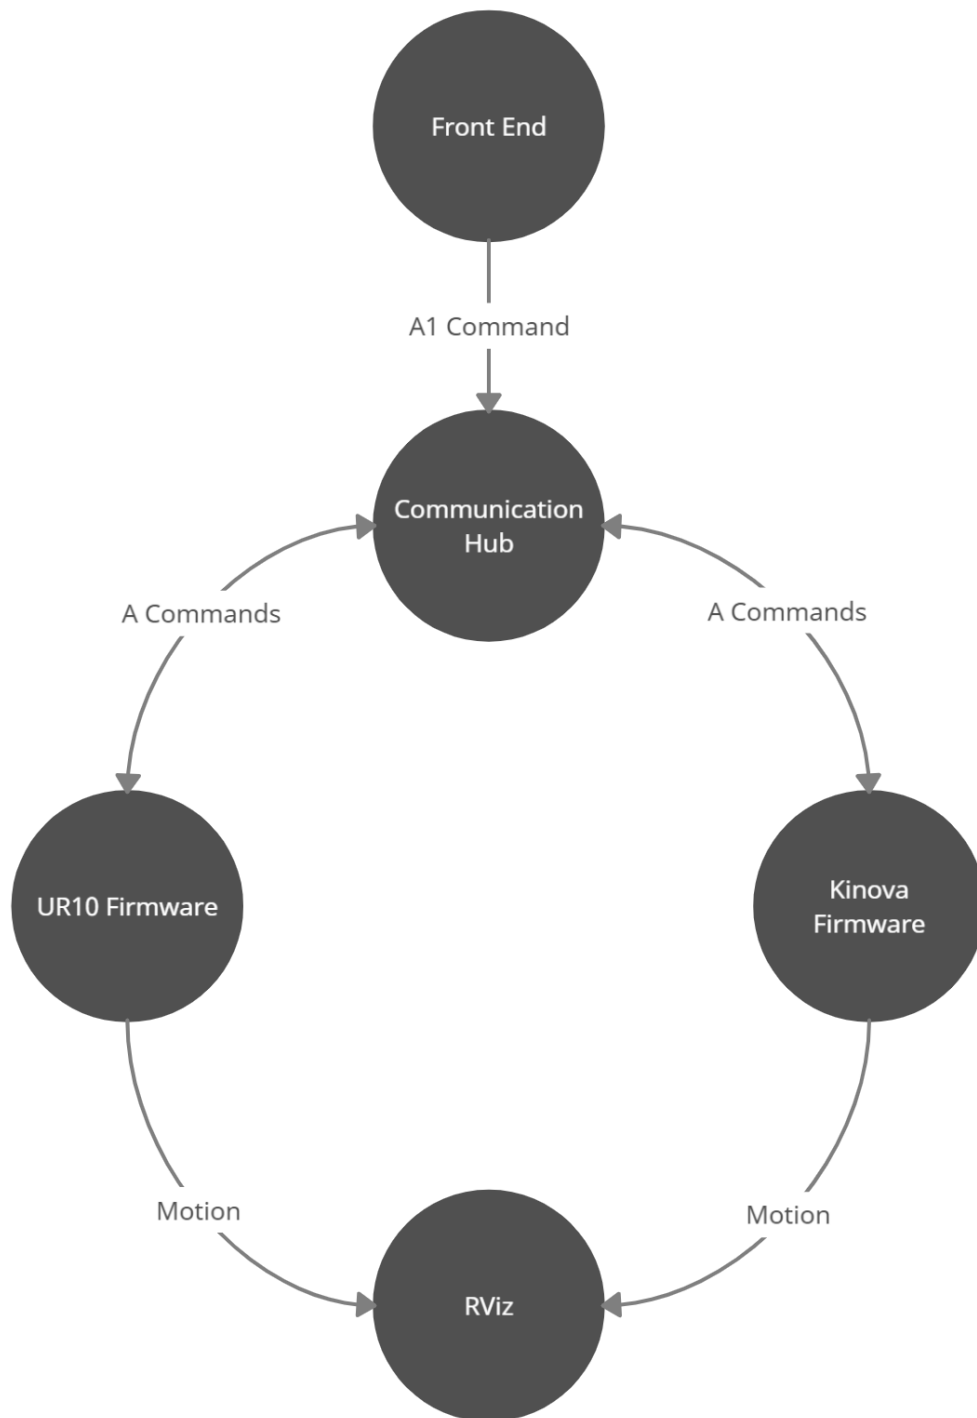 Front End
A1 Command
Communication
Hub
A Commands
A Commands
UR10 Firmware
Kinova
Firmware
Motion
Motion
RViz